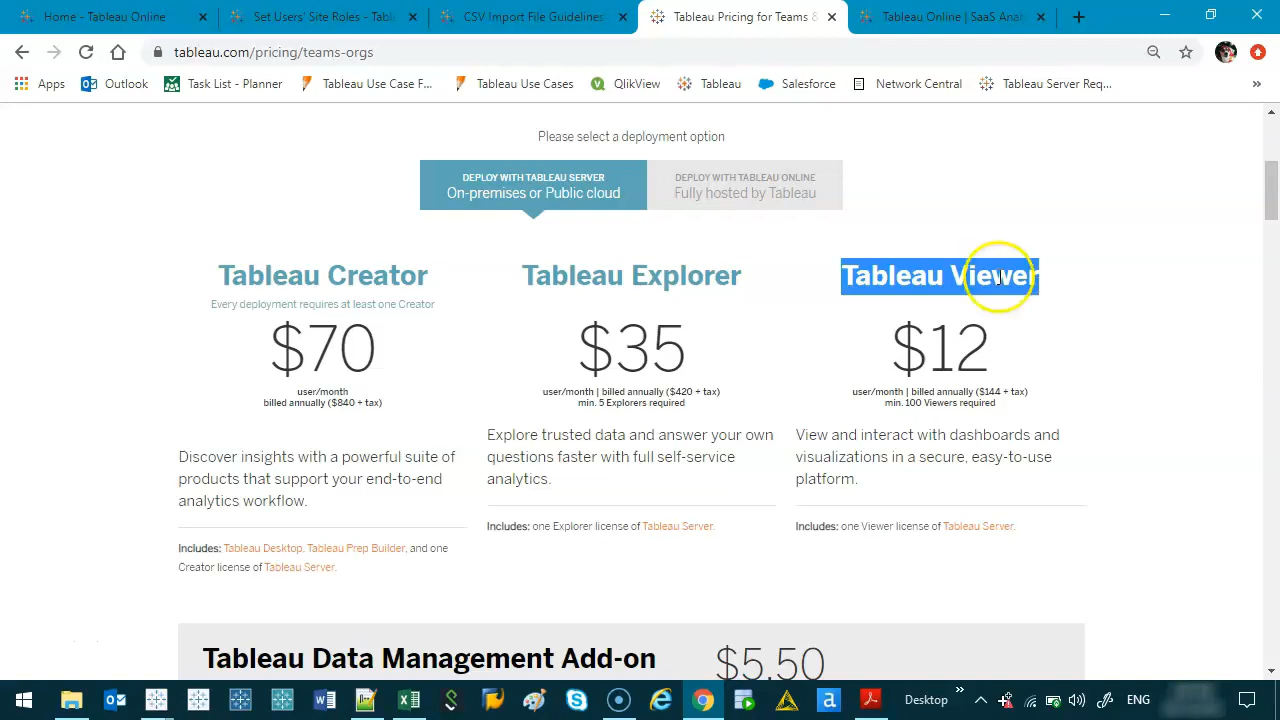 Home - Tableau Online
Set Users' Site Roles - Tabl
CSV Import File Guidelines
Tableau Pricing for Teams &
Tableau Online | SaaS Anal
tableau.com/pricing/teams-orgs
Apps
Outlook
Task List - Planner
Tableau Use Case F...
Tableau Use Cases
QlikView
Tableau
Salesforce
Network Central
Tableau Server Req...
Please select a deployment option
DEPLOY WITH TABLEAU SERVER
On-premises or Public cloud
DEPLOY WITH TABLEAU ONLINE
Fully hosted by Tableau
Tableau Creator
Every deployment requires at least one Creator
$70
user/month
billed annually ($840 + tax)
Discover insights with a powerful suite of
products that support your end-to-end
analytics workflow.
Includes: Tableau Desktop, Tableau Prep Builder, and one
Creator license of Tableau Server.
Tableau Explorer
$35
user/month | billed annually ($420 + tax)
min. 5 Explorers required
Explore trusted data and answer your own
questions faster with full self-service
analytics.
Includes: one Explorer license of Tableau Server.
Tableau Viewer
$12
user/month | billed annually ($144 + tax)
min. 100 Viewers required
View and interact with dashboards and
visualizations in a secure, easy-to-use
platform.
Includes: one Viewer license of Tableau Server.
Tableau Data Management Add-on
$5.50
Desktop
ENG